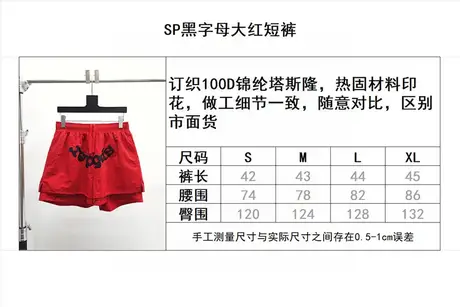 SP黑字母大红短裤
订织100D锦纶塔斯隆，热固材料印
花，做工细节一致，随意对比，区别
市面货
尺码 S M L XL
裤长 42 43 44 45
腰围 74 78 82 86
臀围 120 124 128 132
手工测量尺寸与实际尺寸之间存在0.5-1cm误差